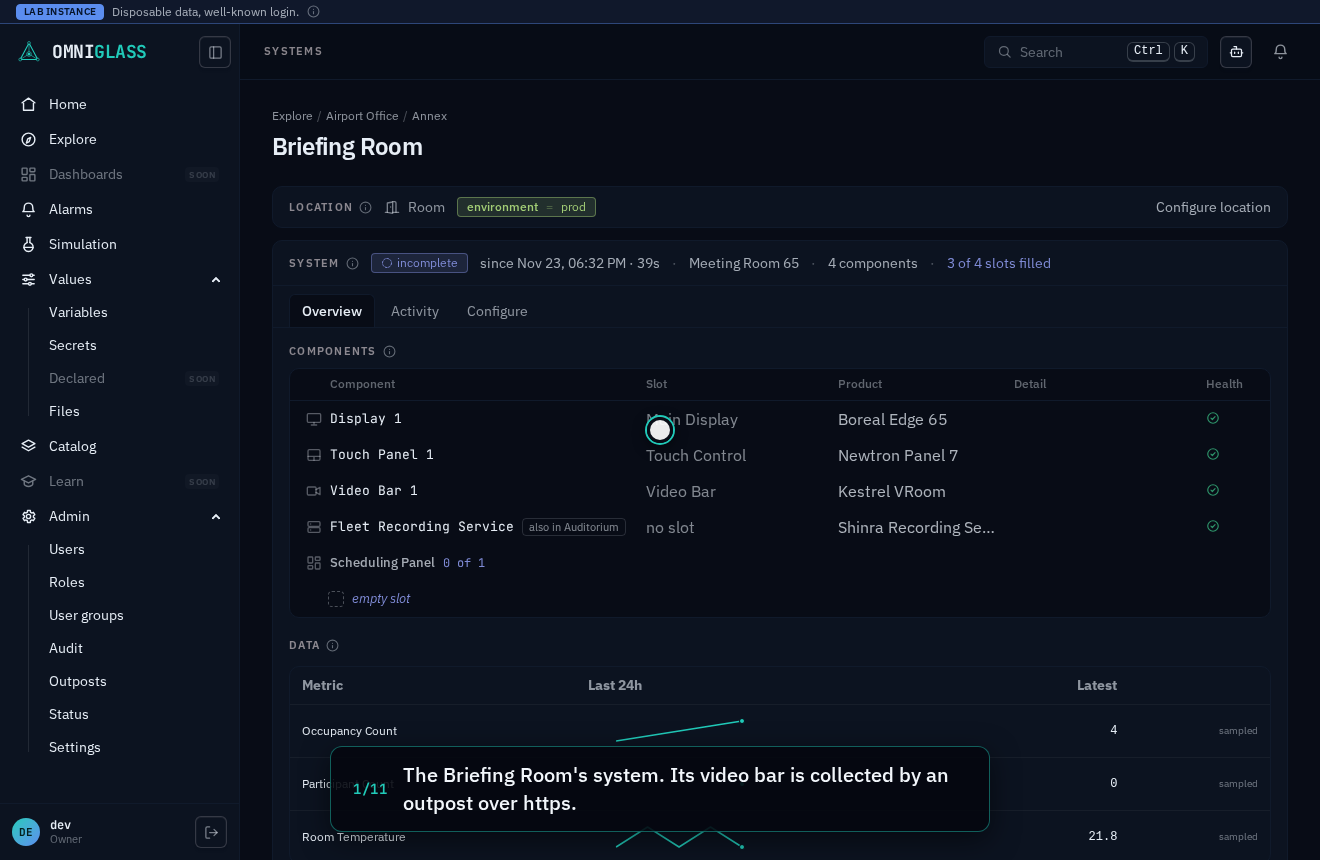 LAB INSTANCE Disposable data, well-known login.
OMNIGLASS
SYSTEMS
Search Ctrl K
Home
Explore
Dashboards SOON
Alarms
Simulation
Values
Variables
Secrets
Declared SOON
Files
Catalog
Learn SOON
Admin
Users
Roles
User groups
Audit
Outposts
Status
Settings
DE dev
Owner
Explore / Airport Office / Annex
Briefing Room
LOCATION Room environment = prod Configure location
SYSTEM incomplete since Nov 23, 06:32 PM · 39s · Meeting Room 65 · 4 components · 3 of 4 slots filled
Overview Activity Configure
COMPONENTS
Component Slot Product Detail Health
Display 1 Main Display Boreal Edge 65
Touch Panel 1 Touch Control Newtron Panel 7
Video Bar 1 Video Bar Kestrel VRoom
Fleet Recording Service also in Auditorium no slot Shinra Recording Se...
Scheduling Panel 0 of 1
empty slot
DATA
Metric Last 24h Latest
Occupancy Count 4 sampled
0 sampled
Room Temperature 21.8 sampled
1/11 The Briefing Room's system. Its video bar is collected by an
outpost over https.